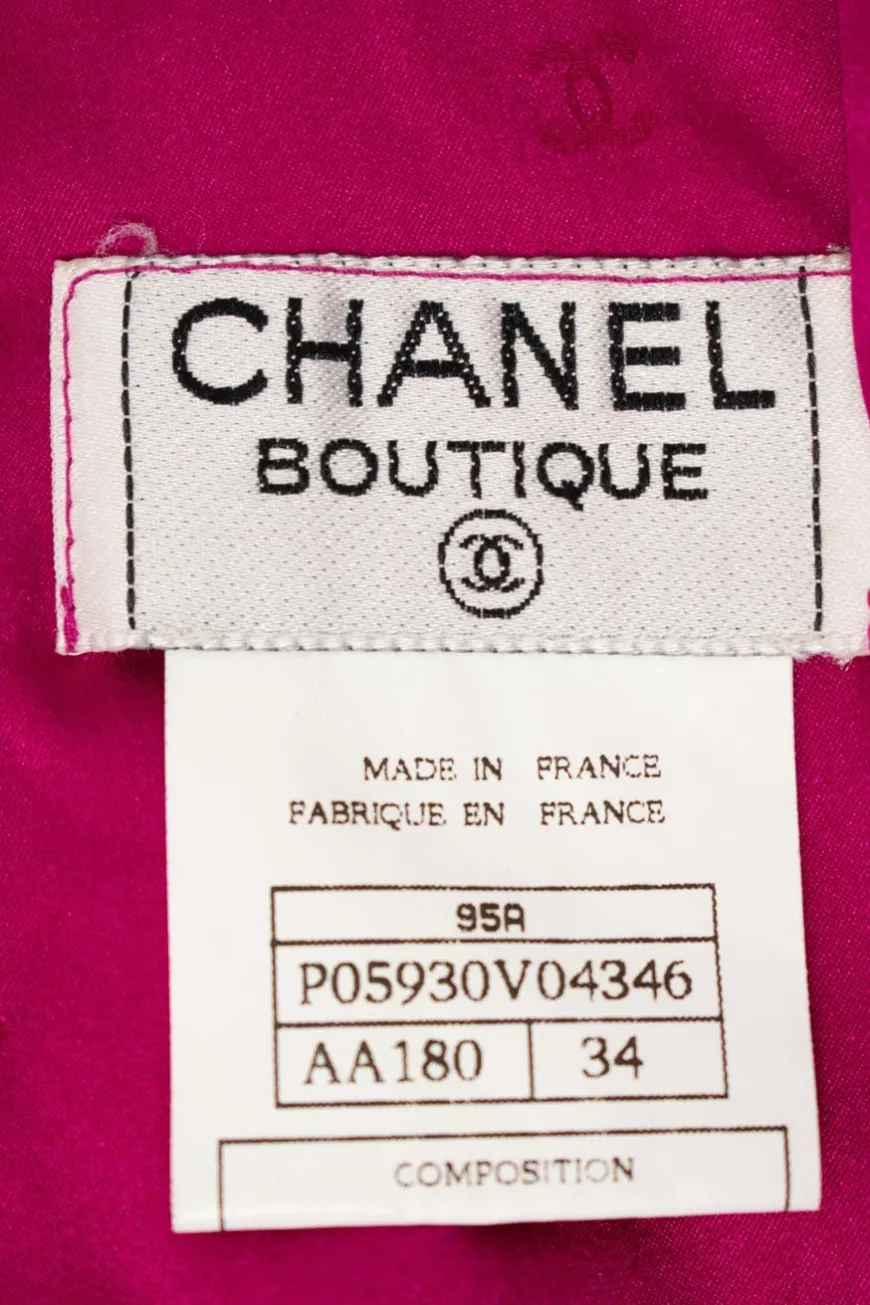 CHANEL
BOUTIQUE
MADE IN FRANCE
FABRIQUE EN FRANCE
95A
P05930V04346
AA180 34
COMPOSITION